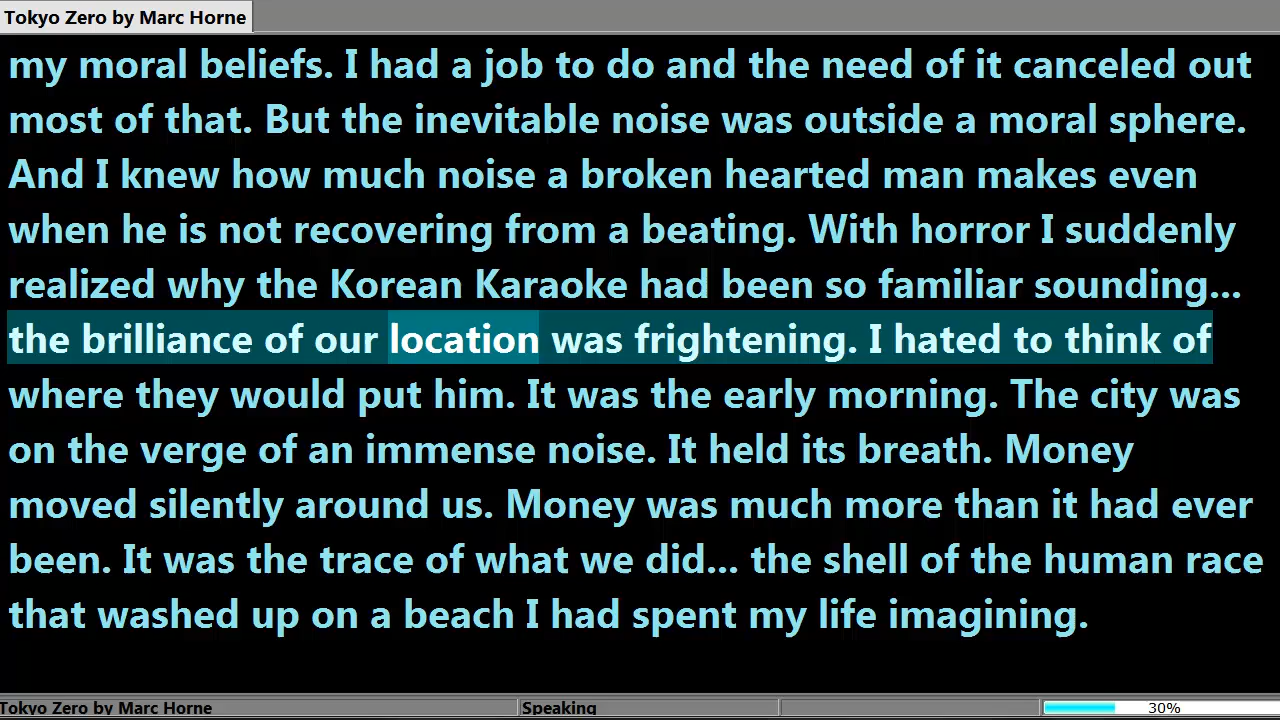 Tokyo Zero by Marc Horne
my moral beliefs. I had a job to do and the need of it canceled out
most of that. But the inevitable noise was outside a moral sphere.
And I knew how much noise a broken hearted man makes even
when he is not recovering from a beating. With horror I suddenly
realized why the Korean Karaoke had been so familiar sounding...
the brilliance of our location was frightening. I hated to think of
where they would put him. It was the early morning. The city was
on the verge of an immense noise. It held its breath. Money
moved silently around us. Money was much more than it had ever
been. It was the trace of what we did... the shell of the human race
that washed up on a beach I had spent my life imagining.
Tokyo Zero by Marc Horne Speaking 30%